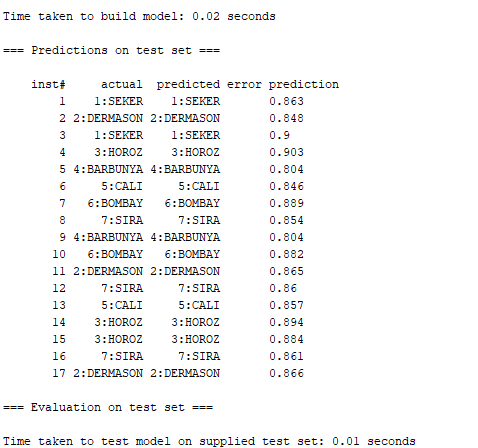 Time taken to build model: 0.02 seconds
=== Predictions on test set ===
inst# actual predicted error prediction
1 1:SEKER 1:SEKER 0.863
2 2:DERMASON 2:DERMASON 0.848
3 1:SEKER 1:SEKER 0.9
4 3:HOROZ 3:HOROZ 0.903
5 4:BARBUNYA 4:BARBUNYA 0.804
6 5:CALI 5:CALI 0.846
7 6:BOMBAY 6:BOMBAY 0.889
8 7:SIRA 7:SIRA 0.854
9 4:BARBUNYA 4:BARBUNYA 0.804
10 6:BOMBAY 6:BOMBAY 0.882
11 2:DERMASON 2:DERMASON 0.865
12 7:SIRA 7:SIRA 0.86
13 5:CALI 5:CALI 0.857
14 3:HOROZ 3:HOROZ 0.894
15 3:HOROZ 3:HOROZ 0.884
16 7:SIRA 7:SIRA 0.861
17 2:DERMASON 2:DERMASON 0.866
=== Evaluation on test set ===
Time taken to test model on supplied test set: 0.01 seconds